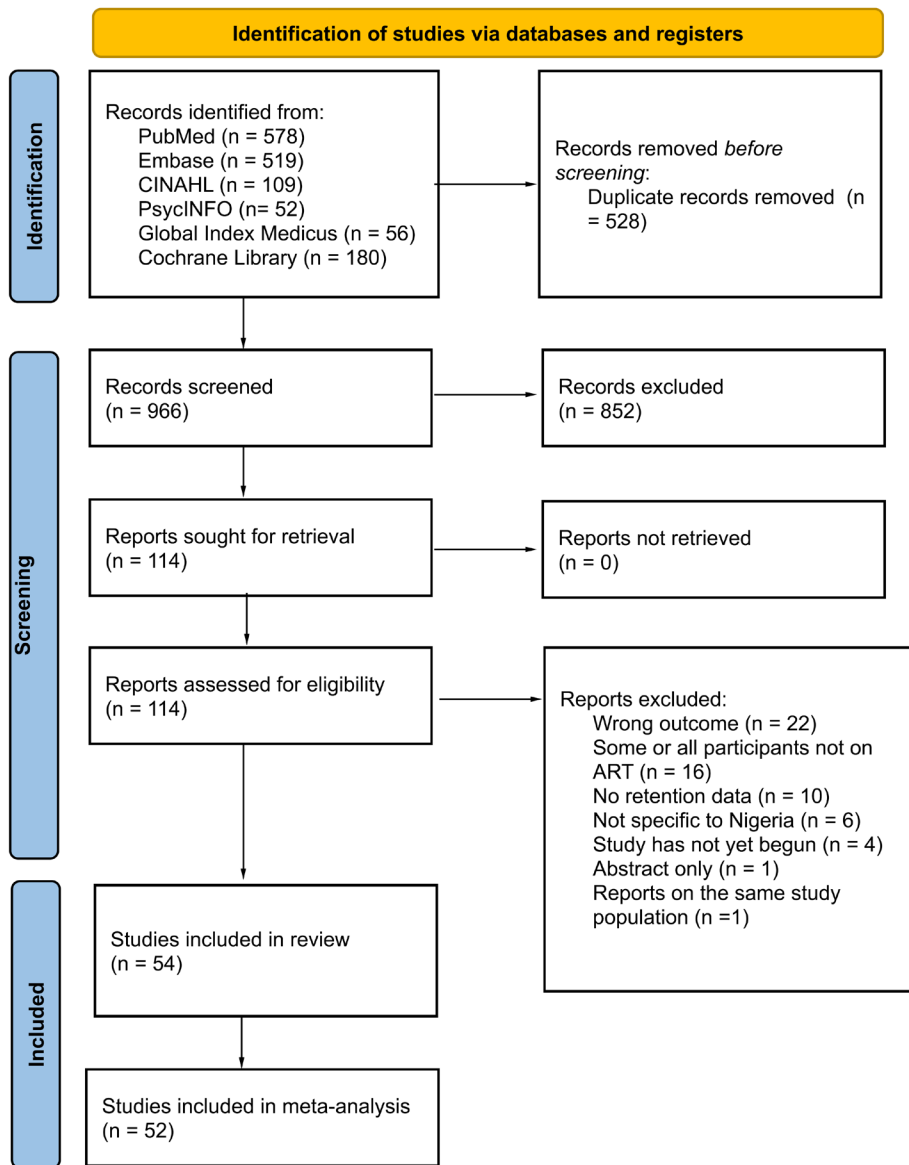 Identification of studies via databases and registers
Identification
Records identified from:
PubMed (n = 578)
Embase (n = 519)
CINAHL (n = 109)
PsycINFO (n= 52)
Global Index Medicus (n = 56)
Cochrane Library (n = 180)
Records removed before
screening:
Duplicate records removed (n
= 528)
Screening
Records screened
(n = 966)
Records excluded
(n = 852)
Reports sought for retrieval
(n = 114)
Reports not retrieved
(n = 0)
Reports assessed for eligibility
(n = 114)
Reports excluded:
Wrong outcome (n = 22)
Some or all participants not on
ART (n = 16)
No retention data (n = 10)
Not specific to Nigeria (n = 6)
Study has not yet begun (n = 4)
Abstract only (n = 1)
Reports on the same study
population (n =1)
Included
Studies included in review
(n = 54)
Studies included in meta-analysis
(n = 52)